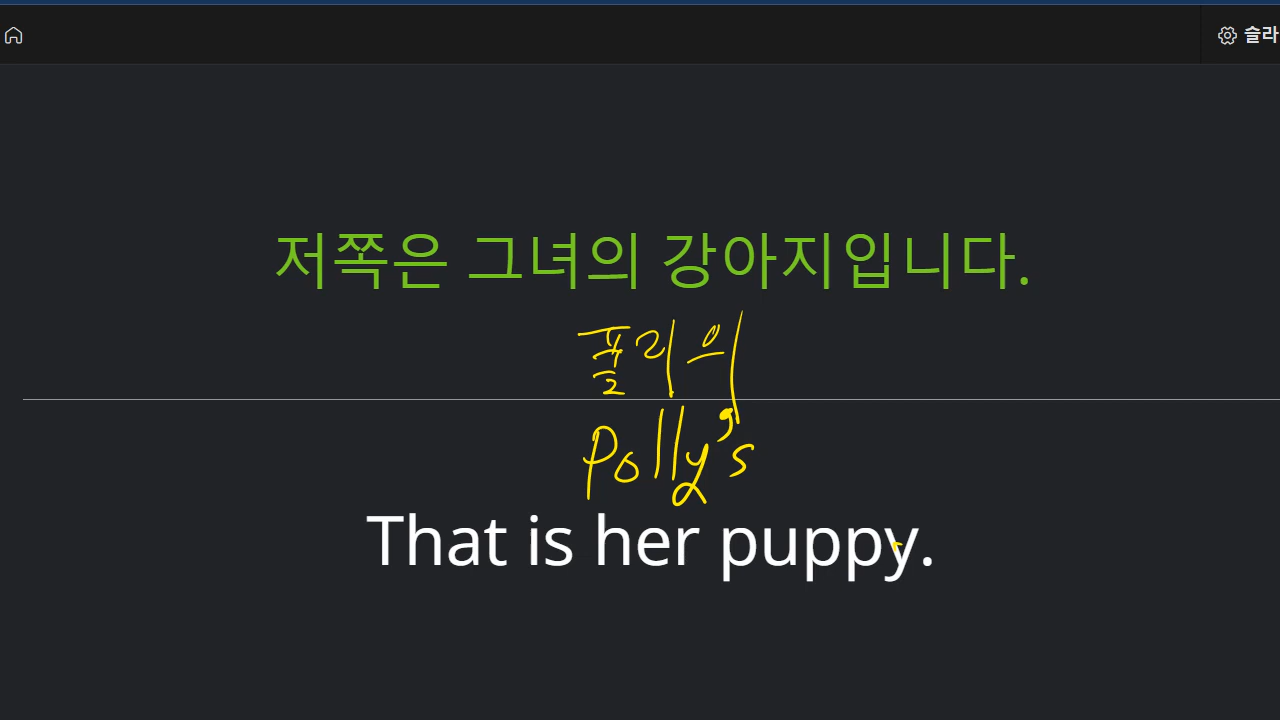 슬라
저쪽은 그녀의 강아지입니다.
폴리의
Polly's
That is her puppy.